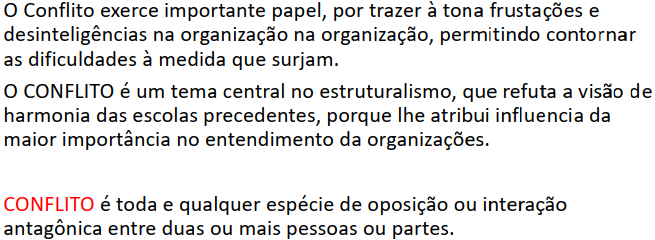 O Conflito exerce importante papel, por trazer à tona frustações e
desinteligências na organização na organização, permitindo contornar
as dificuldades à medida que surjam.
O CONFLITO é um tema central no estruturalismo, que refuta a visão de
harmonia das escolas precedentes, porque lhe atribui influencia da
maior importância no entendimento da organizações.
CONFLITO é toda e qualquer espécie de oposição ou interação
antagônica entre duas ou mais pessoas ou partes.